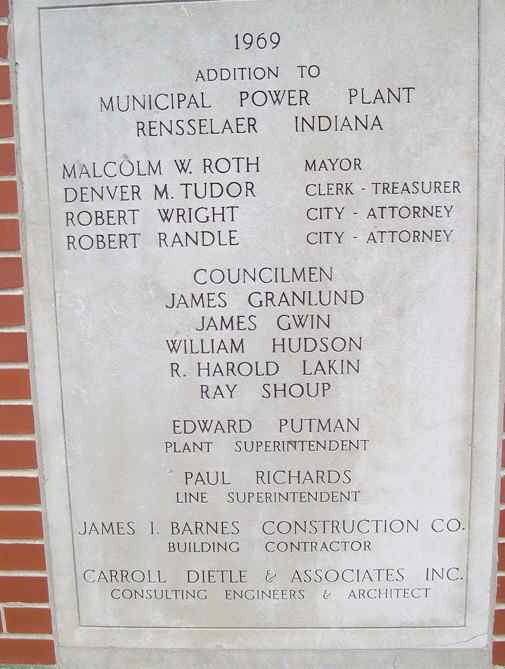 1969
ADDITION TO
MUNICIPAL POWER PLANT
RENSSELAER INDIANA
MALCOLM W. ROTH MAYOR
DENVER M. TUDOR CLERK - TREASURER
ROBERT WRIGHT CITY - ATTORNEY
ROBERT RANDLE CITY - ATTORNEY
COUNCILMEN
JAMES GRANLUND
JAMES GWIN
WILLIAM HUDSON
R. HAROLD LAKIN
RAY SHOUP
EDWARD PUTMAN
PLANT SUPERINTENDENT
PAUL RICHARDS
LINE SUPERINTENDENT
JAMES I. BARNES CONSTRUCTION CO.
BUILDING CONTRACTOR
CARROLL DIETLE & ASSOCIATES INC.
CONSULTING ENGINEERS & ARCHITECT